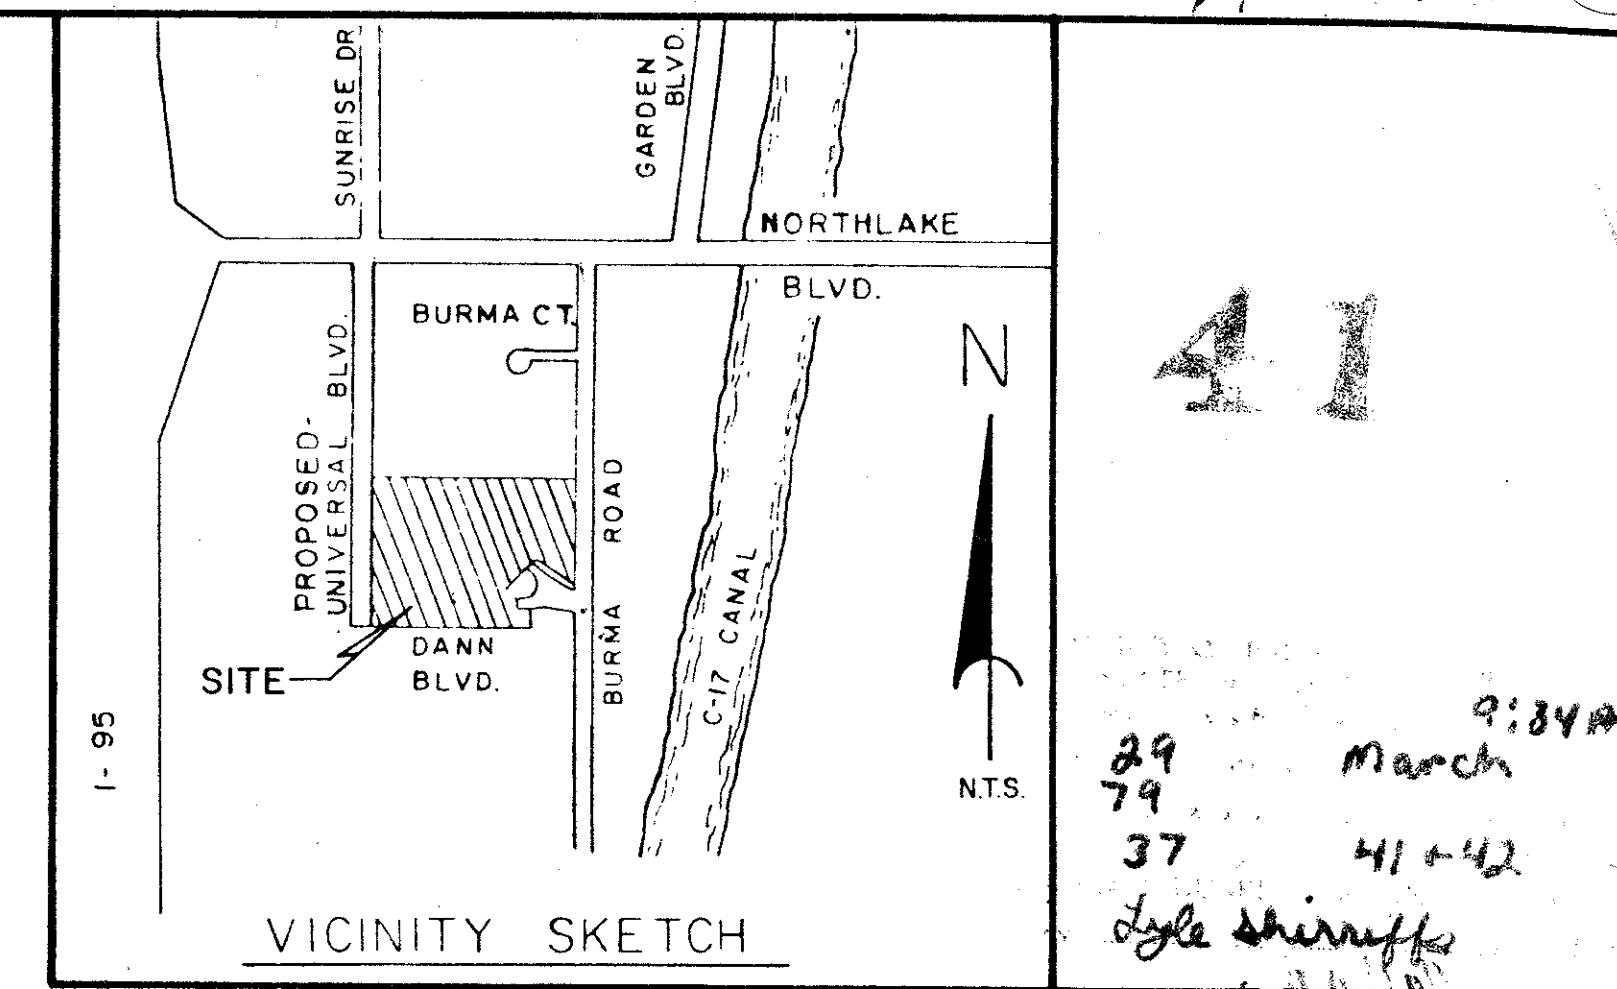 SUNRISE DR
GARDEN
BLVD.
NORTHLAKE
BLVD.
BURMA CT.
PROPOSED-
UNIVERSAL BLVD.
N
BURMA ROAD
C-17 CANAL
DANN
BLVD.
SITE
I-95
N.T.S.
VICINITY SKETCH
41
9:34 A
29 March
79
37 41 + 42
Lyle Shirriffs